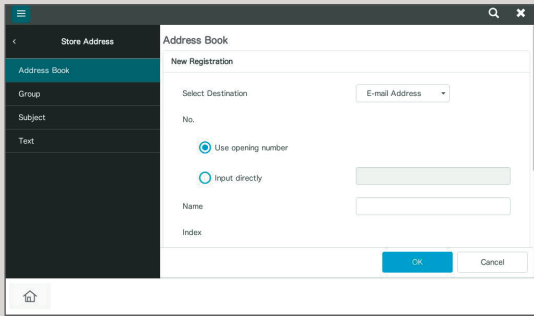 Store Address
Address Book
Group
Subject
Text
Address Book
New Registration
Select Destination
E-mail Address
No.
Use opening number
Input directly
Name
Index
OK
Cancel